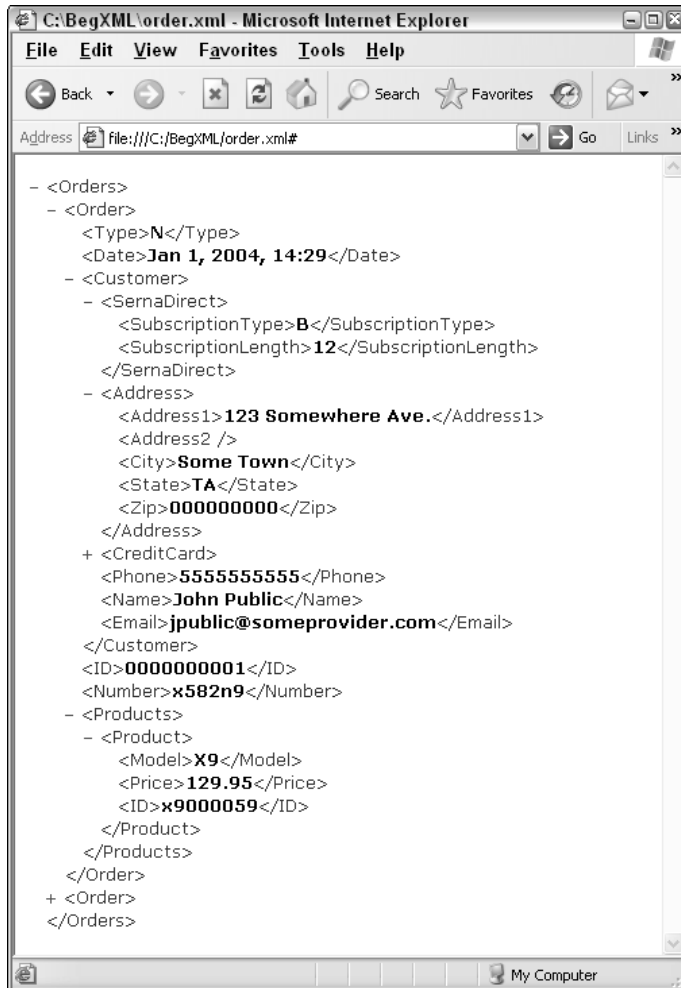 C:\BegXML\order.xml - Microsoft Internet Explorer
File Edit View Favorites Tools Help
Back Search Favorites »
Address file:///C:/BegXML/order.xml# Go Links »
- <Orders>
- <Order>
<Type>N</Type>
<Date>Jan 1, 2004, 14:29</Date>
- <Customer>
- <SernaDirect>
<SubscriptionType>B</SubscriptionType>
<SubscriptionLength>12</SubscriptionLength>
</SernaDirect>
- <Address>
<Address1>123 Somewhere Ave.</Address1>
<Address2 />
<City>Some Town</City>
<State>TA</State>
<Zip>000000000</Zip>
</Address>
+ <CreditCard>
<Phone>5555555555</Phone>
<Name>John Public</Name>
<Email>jpublic@someprovider.com</Email>
</Customer>
<ID>0000000001</ID>
<Number>x582n9</Number>
- <Products>
- <Product>
<Model>X9</Model>
<Price>129.95</Price>
<ID>x9000059</ID>
</Product>
</Products>
</Order>
+ <Order>
</Orders>
My Computer